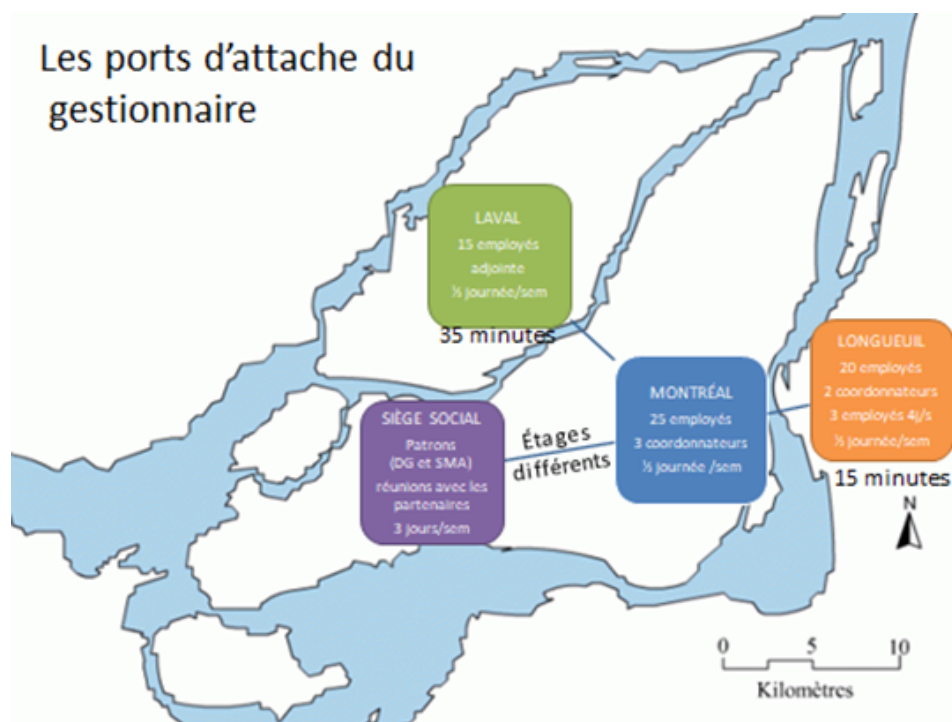 Les ports d'attache du
gestionnaire
LAVAL
15 employés
adjointe
½ journée/sem
35 minutes
SIÈGE SOCIAL
Patrons
(DG et SMA)
réunions avec les
partenaires
3 jours/sem
Étages
différents
MONTRÉAL
25 employés
3 coordonnateurs
½ journée /sem
LONGUEUIL
20 employés
2 coordonnateurs
3 employés 4j/s
½ journée/sem
15 minutes
N
0 5 10
Kilomètres